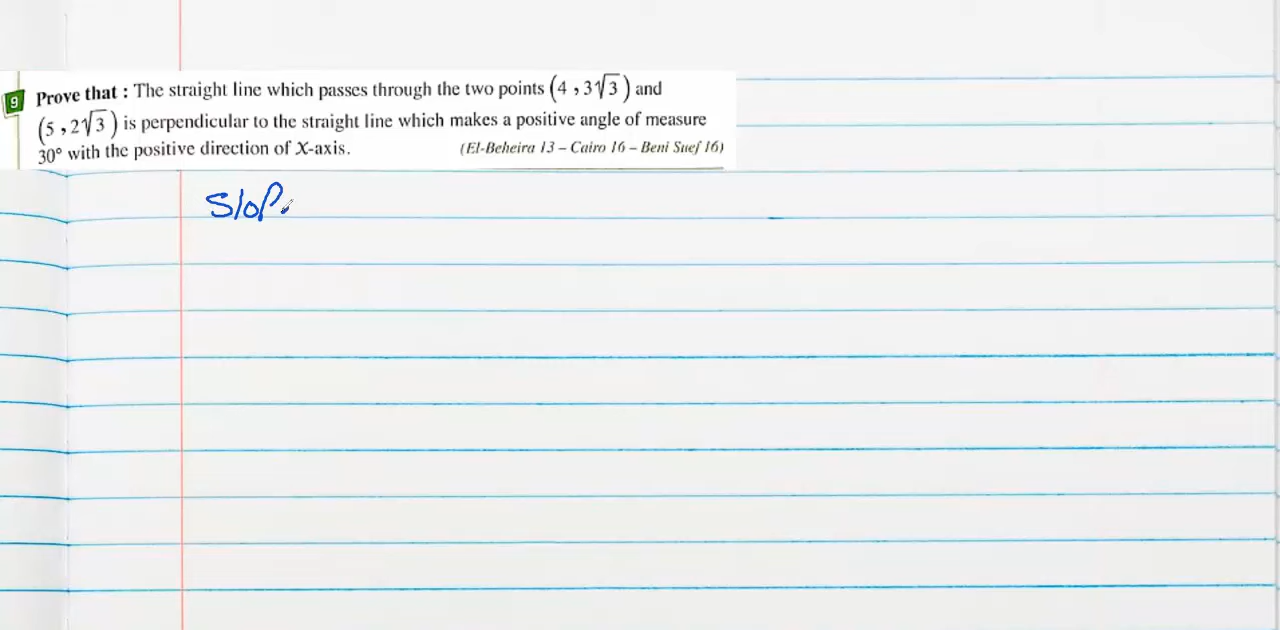 9 Prove that : The straight line which passes through the two points (4 , 3√3) and
(5 , 2√3) is perpendicular to the straight line which makes a positive angle of measure
30° with the positive direction of X-axis. (El-Beheira 13 – Cairo 16 – Beni Suef 16)
Slop